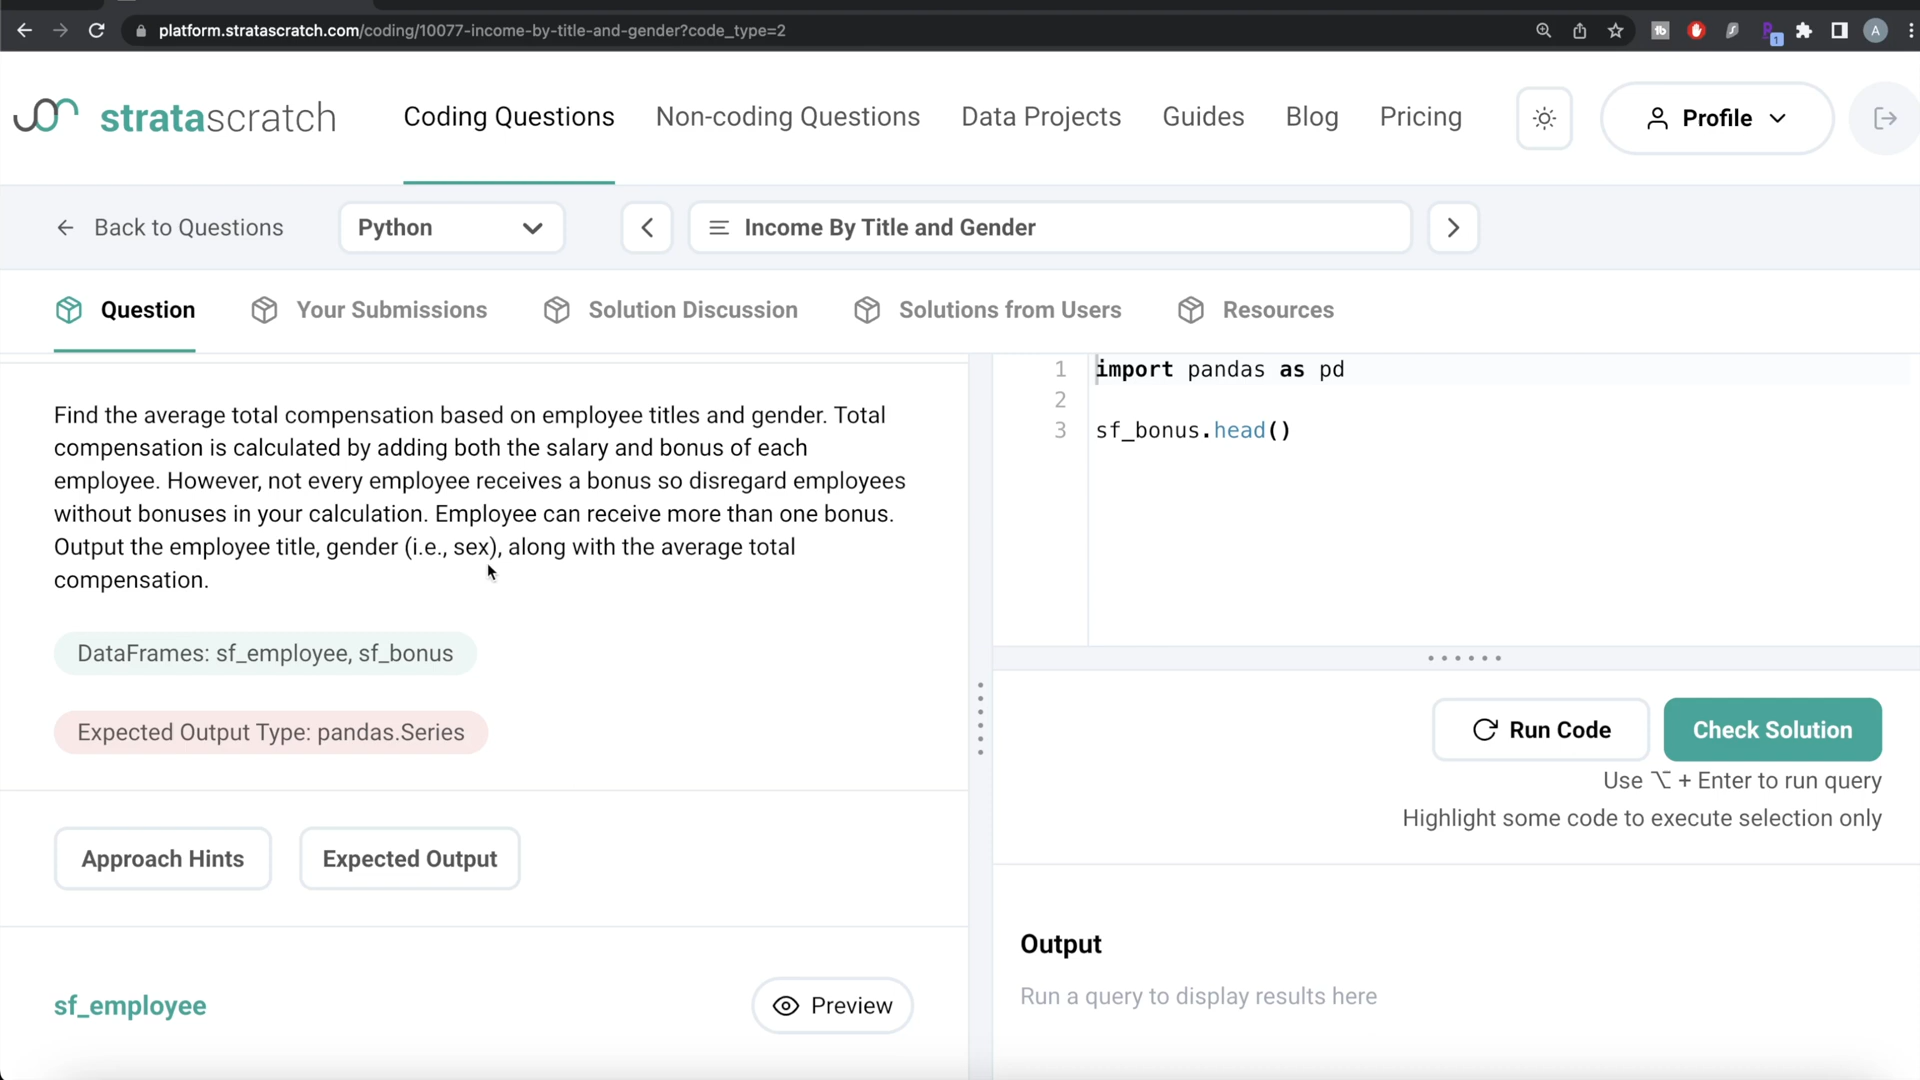 platform.stratascratch.com/coding/10077-income-by-title-and-gender?code_type=2
tb
1
A
stratascratch
Coding Questions
Non-coding Questions
Data Projects
Guides
Blog
Pricing
Profile
Back to Questions
Python
Income By Title and Gender
Question
Your Submissions
Solution Discussion
Solutions from Users
Resources
Find the average total compensation based on employee titles and gender. Total
compensation is calculated by adding both the salary and bonus of each
employee. However, not every employee receives a bonus so disregard employees
without bonuses in your calculation. Employee can receive more than one bonus.
Output the employee title, gender (i.e., sex), along with the average total
compensation.
DataFrames: sf_employee, sf_bonus
Expected Output Type: pandas.Series
Approach Hints
Expected Output
sf_employee
Preview
1 import pandas as pd
2
3 sf_bonus.head()
Run Code
Check Solution
Use ⌥ + Enter to run query
Highlight some code to execute selection only
Output
Run a query to display results here